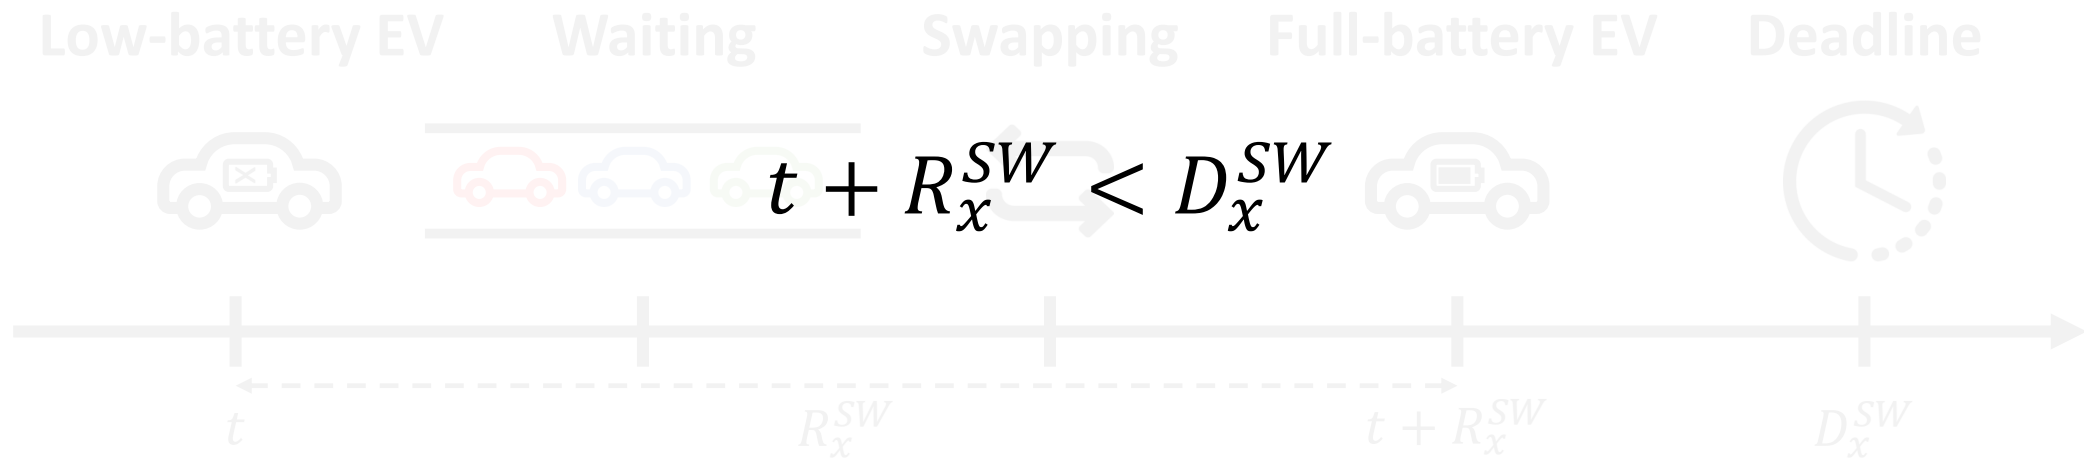 Low-battery EV Waiting Swapping Full-battery EV Deadline
t + R_x^{SW} < D_x^{SW}
t R_x^{SW} t + R_x^{SW} D_x^{SW}